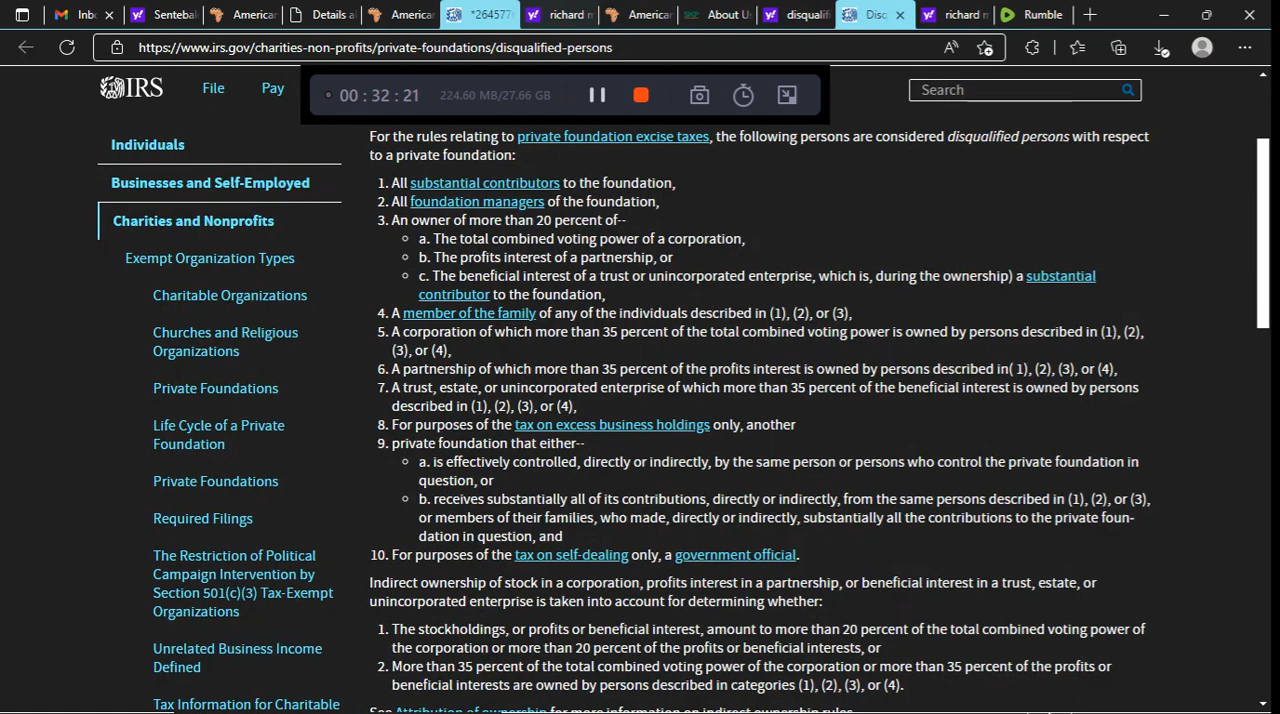 Inbo
Sentebal
American
Details al
American
*264577
richard m
American
About Us
disqualifi
Disq
richard m
Rumble
https://www.irs.gov/charities-non-profits/private-foundations/disqualified-persons
IRS
File
Pay
00 : 32 : 21
224.60 MB/27.66 GB
Search
Individuals
Businesses and Self-Employed
Charities and Nonprofits
Exempt Organization Types
Charitable Organizations
Churches and Religious
Organizations
Private Foundations
Life Cycle of a Private
Foundation
Private Foundations
Required Filings
The Restriction of Political
Campaign Intervention by
Section 501(c)(3) Tax-Exempt
Organizations
Unrelated Business Income
Defined
Tax Information for Charitable
For the rules relating to private foundation excise taxes, the following persons are considered disqualified persons with respect
to a private foundation:
1. All substantial contributors to the foundation,
2. All foundation managers of the foundation,
3. An owner of more than 20 percent of--
a. The total combined voting power of a corporation,
b. The profits interest of a partnership, or
c. The beneficial interest of a trust or unincorporated enterprise, which is, during the ownership) a substantial
contributor to the foundation,
4. A member of the family of any of the individuals described in (1), (2), or (3),
5. A corporation of which more than 35 percent of the total combined voting power is owned by persons described in (1), (2),
(3), or (4),
6. A partnership of which more than 35 percent of the profits interest is owned by persons described in( 1), (2), (3), or (4),
7. A trust, estate, or unincorporated enterprise of which more than 35 percent of the beneficial interest is owned by persons
described in (1), (2), (3), or (4),
8. For purposes of the tax on excess business holdings only, another
9. private foundation that either--
a. is effectively controlled, directly or indirectly, by the same person or persons who control the private foundation in
question, or
b. receives substantially all of its contributions, directly or indirectly, from the same persons described in (1), (2), or (3),
or members of their families, who made, directly or indirectly, substantially all the contributions to the private foun-
dation in question, and
10. For purposes of the tax on self-dealing only, a government official.
Indirect ownership of stock in a corporation, profits interest in a partnership, or beneficial interest in a trust, estate, or
unincorporated enterprise is taken into account for determining whether:
1. The stockholdings, or profits or beneficial interest, amount to more than 20 percent of the total combined voting power of
the corporation or more than 20 percent of the profits or beneficial interests, or
2. More than 35 percent of the total combined voting power of the corporation or more than 35 percent of the profits or
beneficial interests are owned by persons described in categories (1), (2), (3), or (4).
See Attribution of ownership for more information on indirect ownership rules.